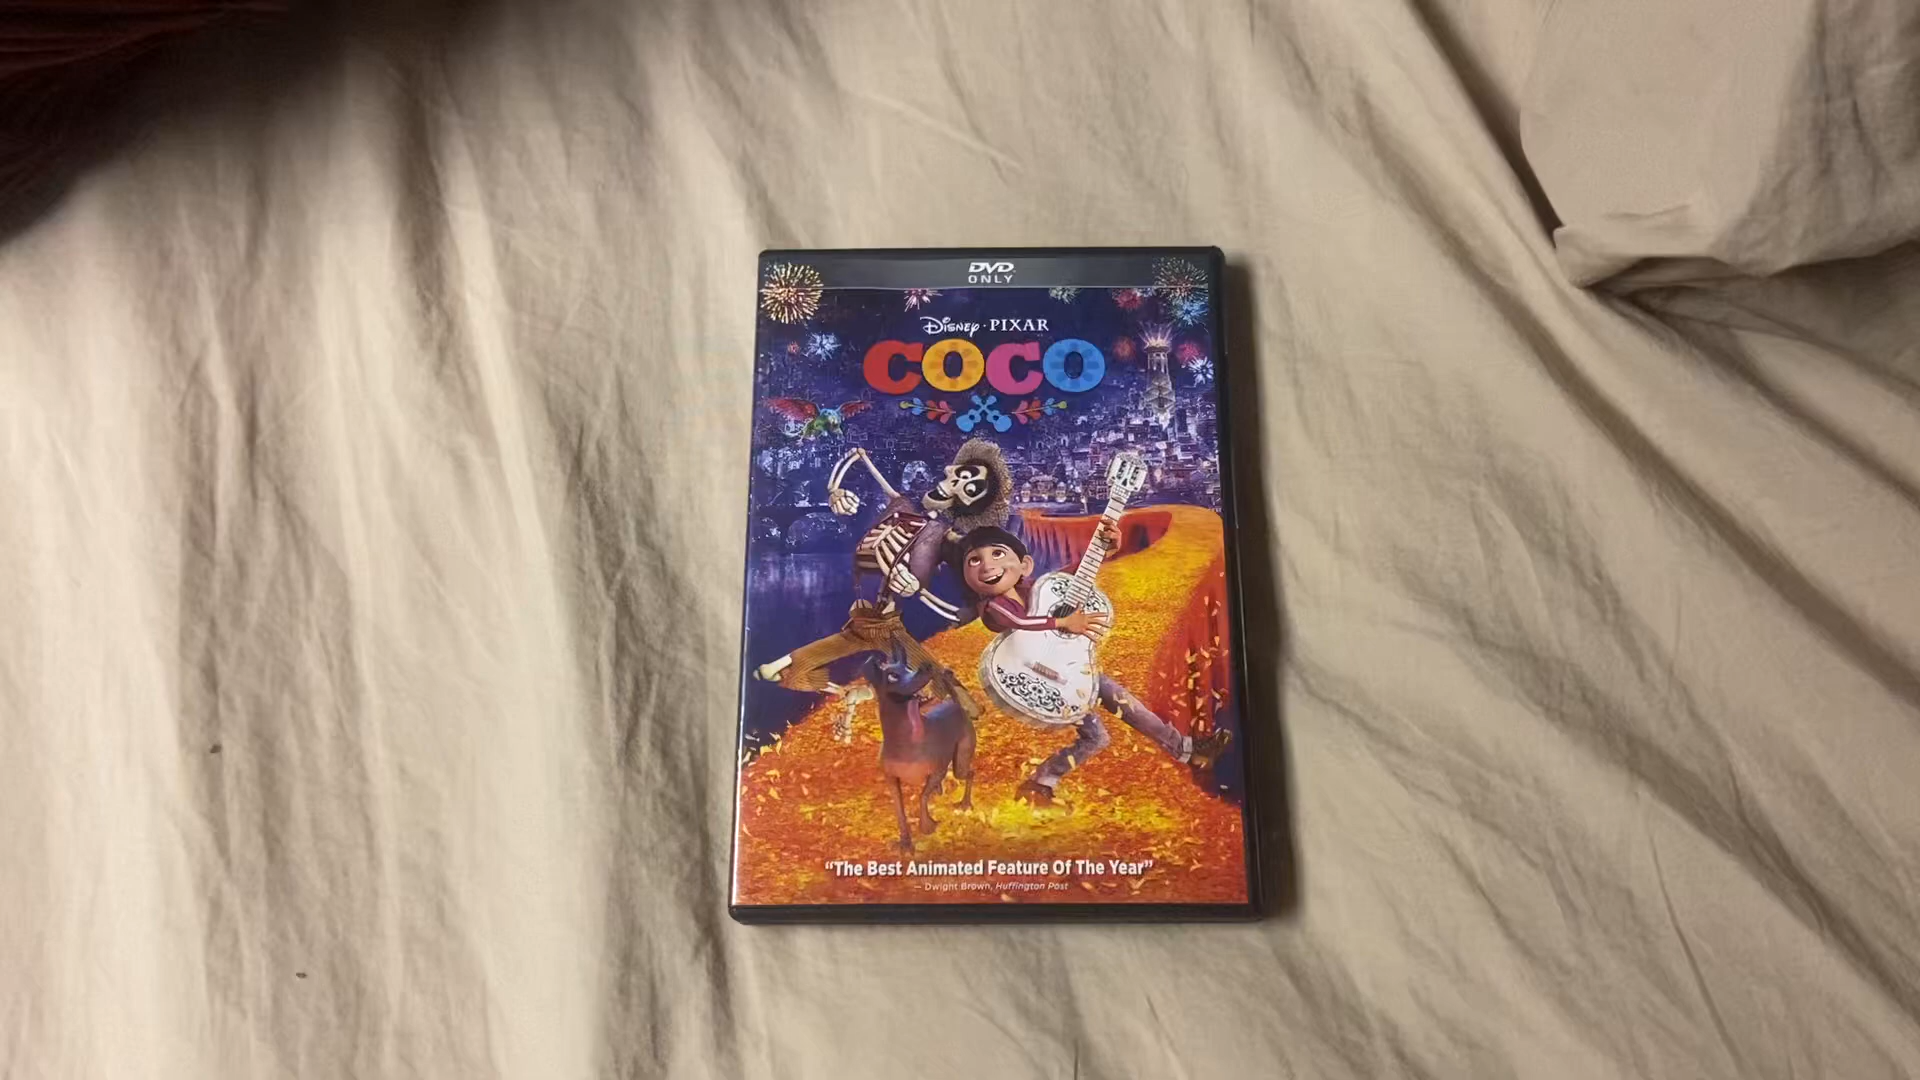 DVD
ONLY
Disney · PIXAR
COCO
“The Best Animated Feature Of The Year”
– Dwight Brown, Huffington Post